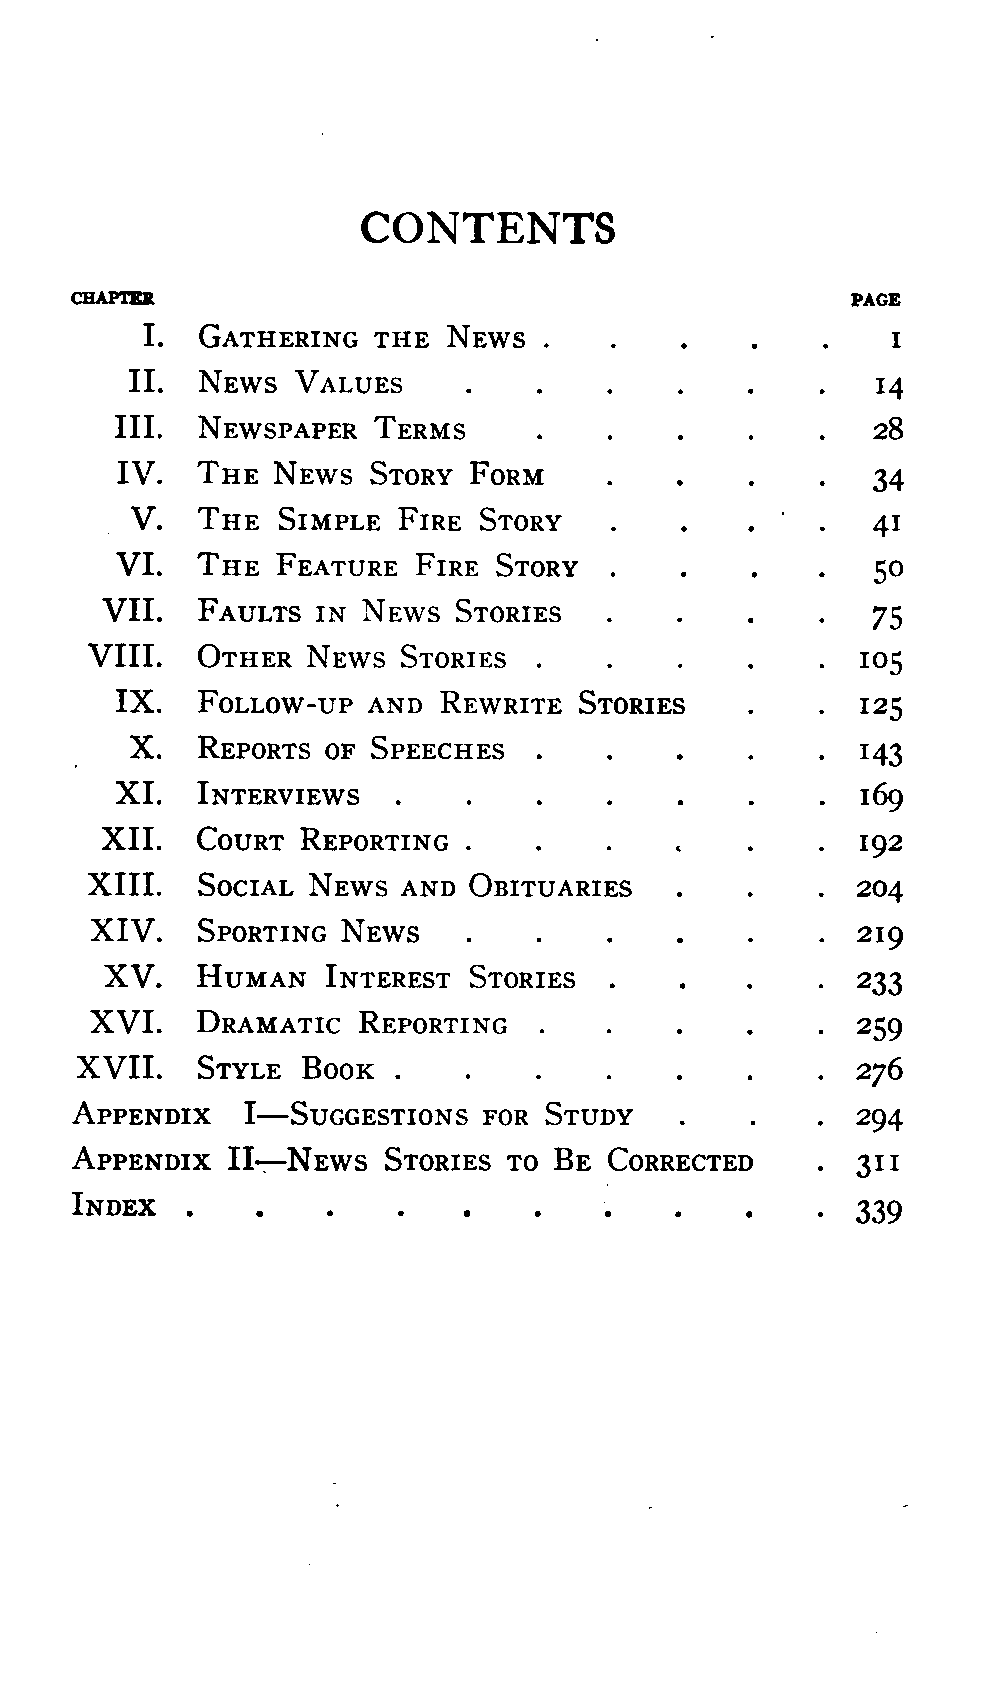 CONTENTS
CHAPTER PAGE
I. GATHERING THE NEWS . . . . . 1
II. NEWS VALUES . . . . . . 14
III. NEWSPAPER TERMS . . . . . 28
IV. THE NEWS STORY FORM . . . . 34
V. THE SIMPLE FIRE STORY . . . . 41
VI. THE FEATURE FIRE STORY . . . . 50
VII. FAULTS IN NEWS STORIES . . . . 75
VIII. OTHER NEWS STORIES . . . . . 105
IX. FOLLOW-UP AND REWRITE STORIES . . 125
X. REPORTS OF SPEECHES . . . . . 143
XI. INTERVIEWS . . . . . . . 169
XII. COURT REPORTING . . . . . . 192
XIII. SOCIAL NEWS AND OBITUARIES . . . 204
XIV. SPORTING NEWS . . . . . . 219
XV. HUMAN INTEREST STORIES . . . . 233
XVI. DRAMATIC REPORTING . . . . . 259
XVII. STYLE BOOK . . . . . . . 276
APPENDIX I—SUGGESTIONS FOR STUDY . . . 294
APPENDIX II—NEWS STORIES TO BE CORRECTED . 311
INDEX . . . . . . . . . . 339